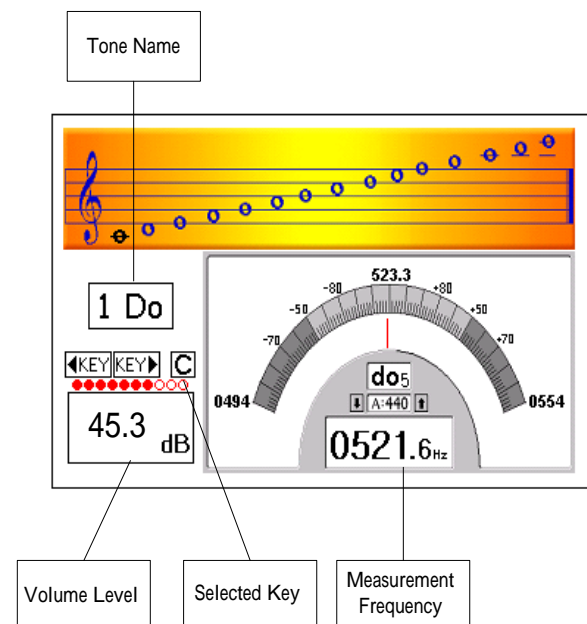 Tone Name
1 Do
◀KEY KEY▶ C
45.3 dB
523.3
-80 +80
-50 +50
-70 +70
0494 0554
do5
⬇ A:440 ⬆
0521.6Hz
Volume Level
Selected Key
Measurement
Frequency